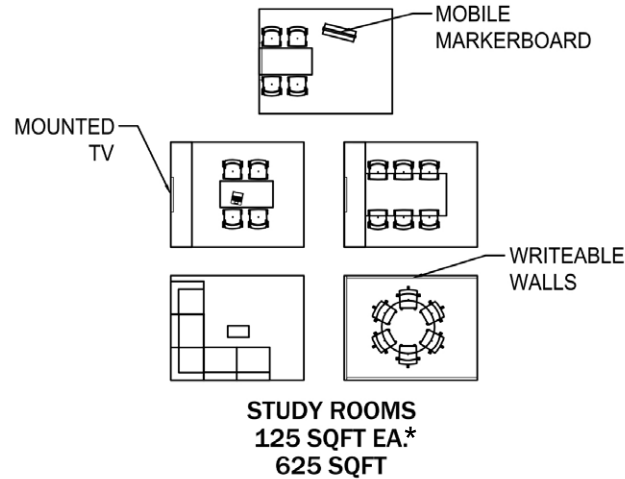 MOBILE
MARKERBOARD
MOUNTED
TV
WRITEABLE
WALLS
STUDY ROOMS
125 SQFT EA.*
625 SQFT